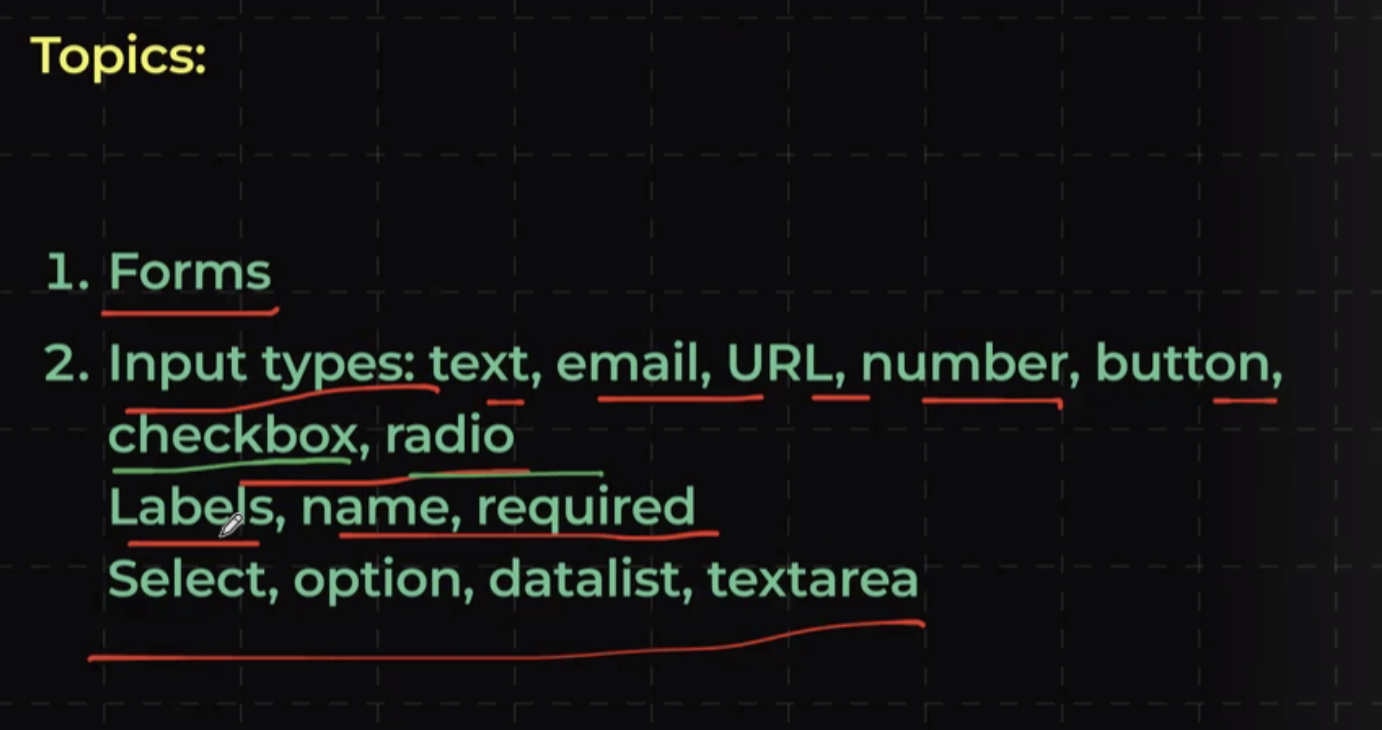 Topics:
1. Forms
2. Input types: text, email, URL, number, button,
checkbox, radio
Labels, name, required
Select, option, datalist, textarea